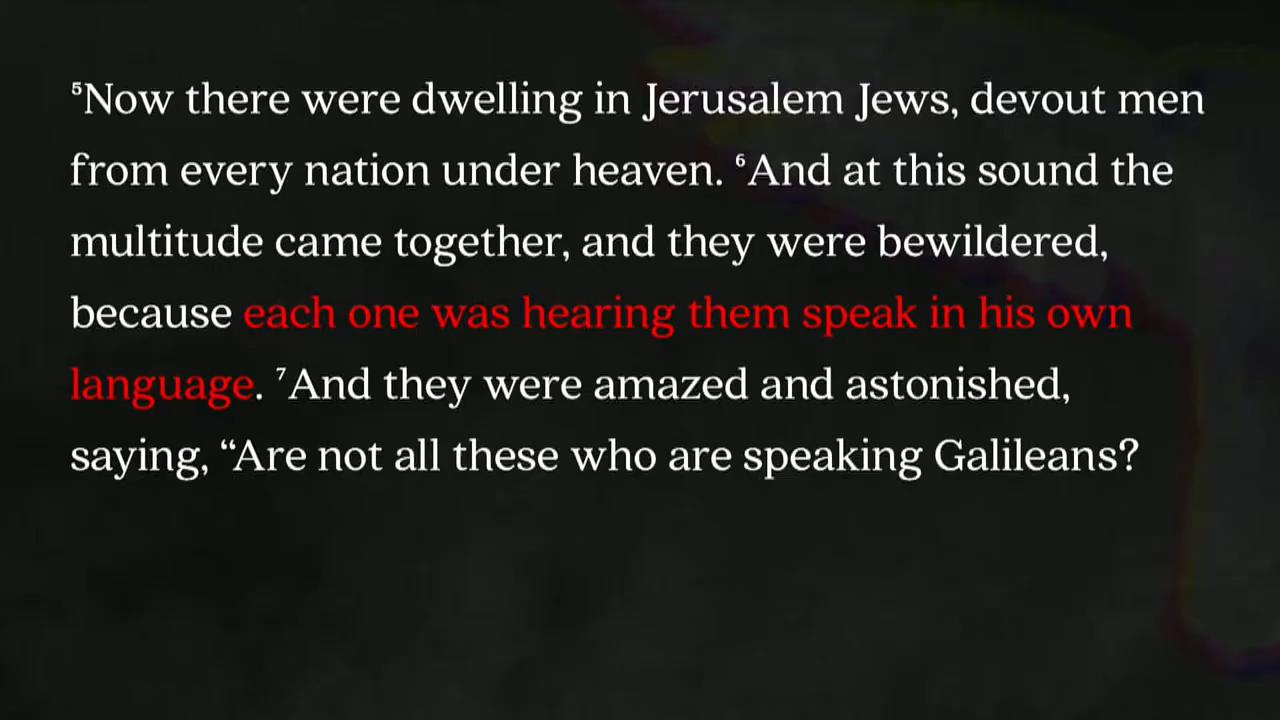 ⁵Now there were dwelling in Jerusalem Jews, devout men
from every nation under heaven. ⁶And at this sound the
multitude came together, and they were bewildered,
because each one was hearing them speak in his own
language. ⁷And they were amazed and astonished,
saying, “Are not all these who are speaking Galileans?